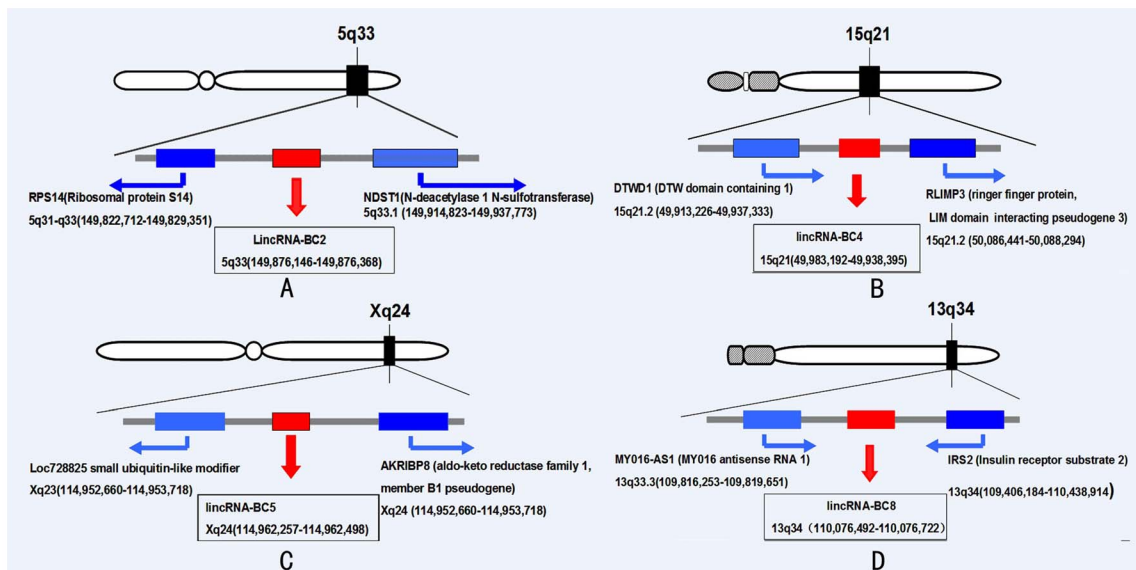 5q33
RPS14(Ribosomal protein S14)
5q31-q33(149,822,712-149,829,351)
NDST1(N-deacetylase 1 N-sulfotransferase)
5q33.1 (149,914,823-149,937,773)
LincRNA-BC2
5q33(149,876,146-149,876,368)
A
15q21
DTWD1 (DTW domain containing 1)
15q21.2 (49,913,226-49,937,333)
RLIMP3 (ringer finger protein,
LIM domain interacting pseudogene 3)
15q21.2 (50,086,441-50,088,294)
lincRNA-BC4
15q21(49,983,192-49,938,395)
B
Xq24
Loc728825 small ubiquitin-like modifier
Xq23(114,952,660-114,953,718)
AKRIBP8 (aldo-keto reductase family 1,
member B1 pseudogene)
Xq24 (114,952,660-114,953,718)
lincRNA-BC5
Xq24(114,962,257-114,962,498)
C
13q34
MY016-AS1 (MY016 antisense RNA 1)
13q33.3(109,816,253-109,819,651)
IRS2 (Insulin receptor substrate 2)
13q34(109,406,184-110,438,914)
lincRNA-BC8
13q34 (110,076,492-110,076,722)
D